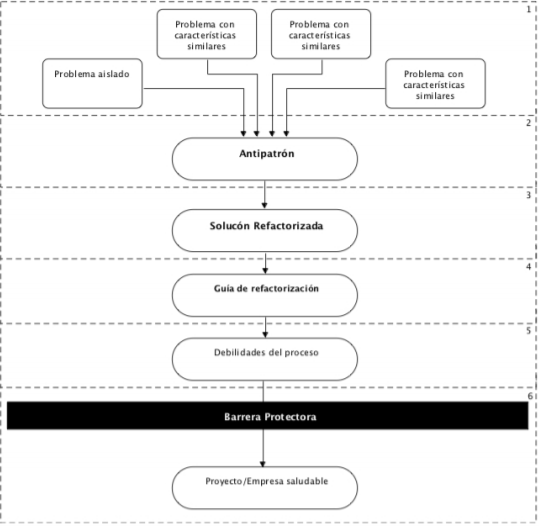 1
Problema con
características
similares
Problema con
características
similares
Problema aislado
Problema con
características
similares
2
Antipatrón
3
Solucón Refactorizada
4
Guía de refactorización
5
Debilidades del proceso
6
Barrera Protectora
Proyecto/Empresa saludable